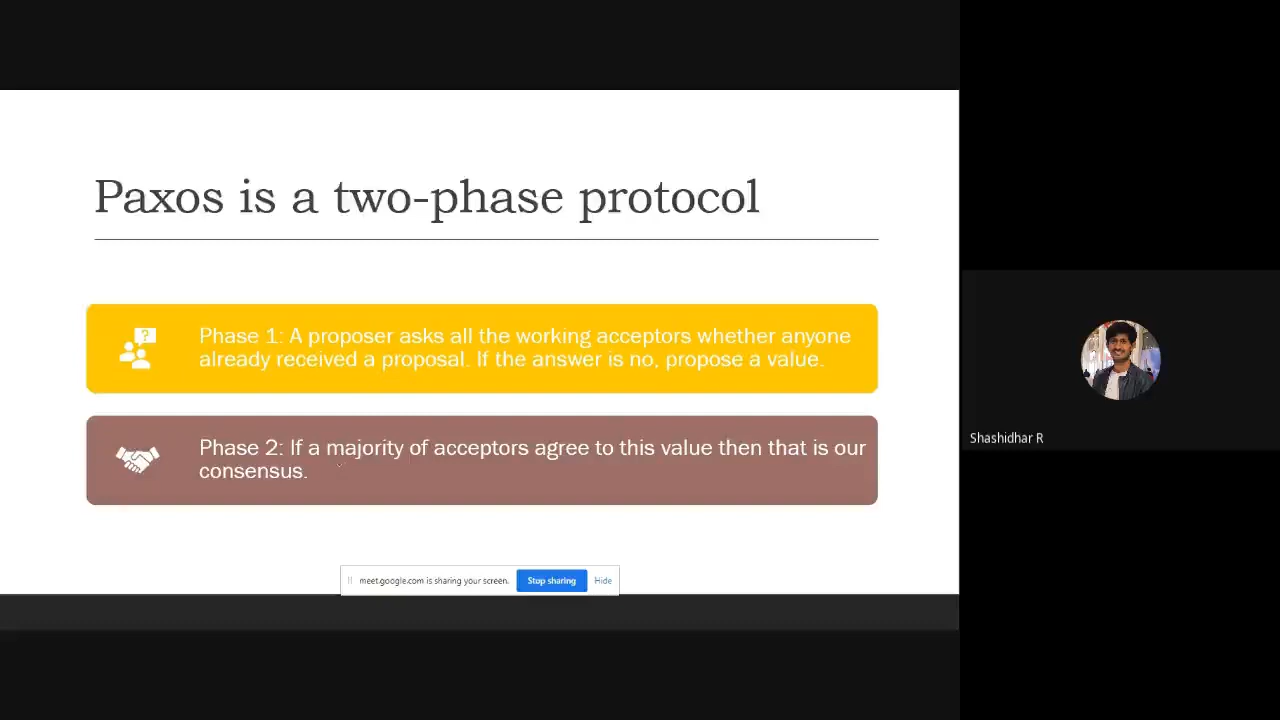 Paxos is a two-phase protocol
?
Phase 1: A proposer asks all the working acceptors whether anyone
already received a proposal. If the answer is no, propose a value.
Phase 2: If a majority of acceptors agree to this value then that is our
consensus.
Shashidhar R
meet.google.com is sharing your screen.
Stop sharing
Hide